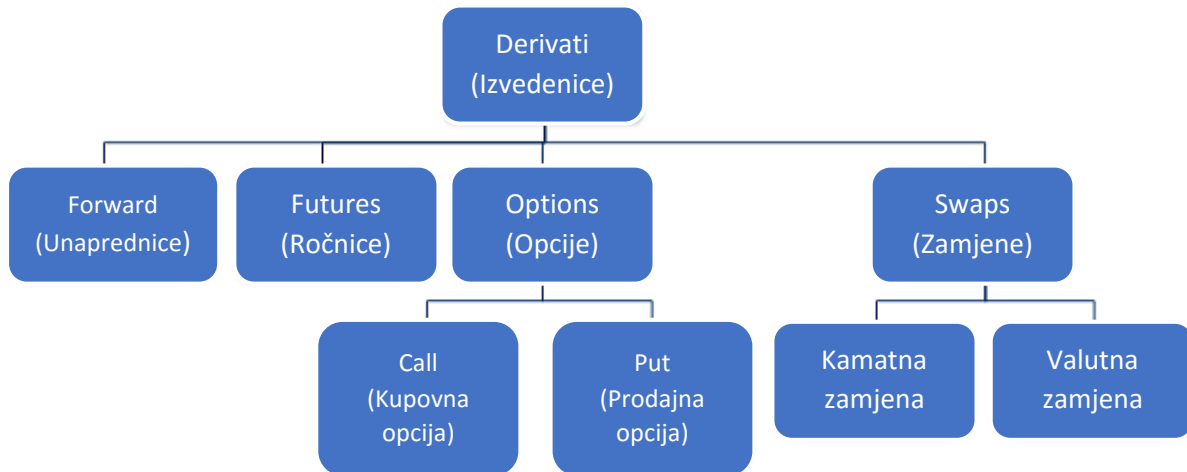 Derivati
(Izvedenice)
Forward
(Unaprednice)
Futures
(Ročnice)
Options
(Opcije)
Swaps
(Zamjene)
Call
(Kupovna
opcija)
Put
(Prodajna
opcija)
Kamatna
zamjena
Valutna
zamjena